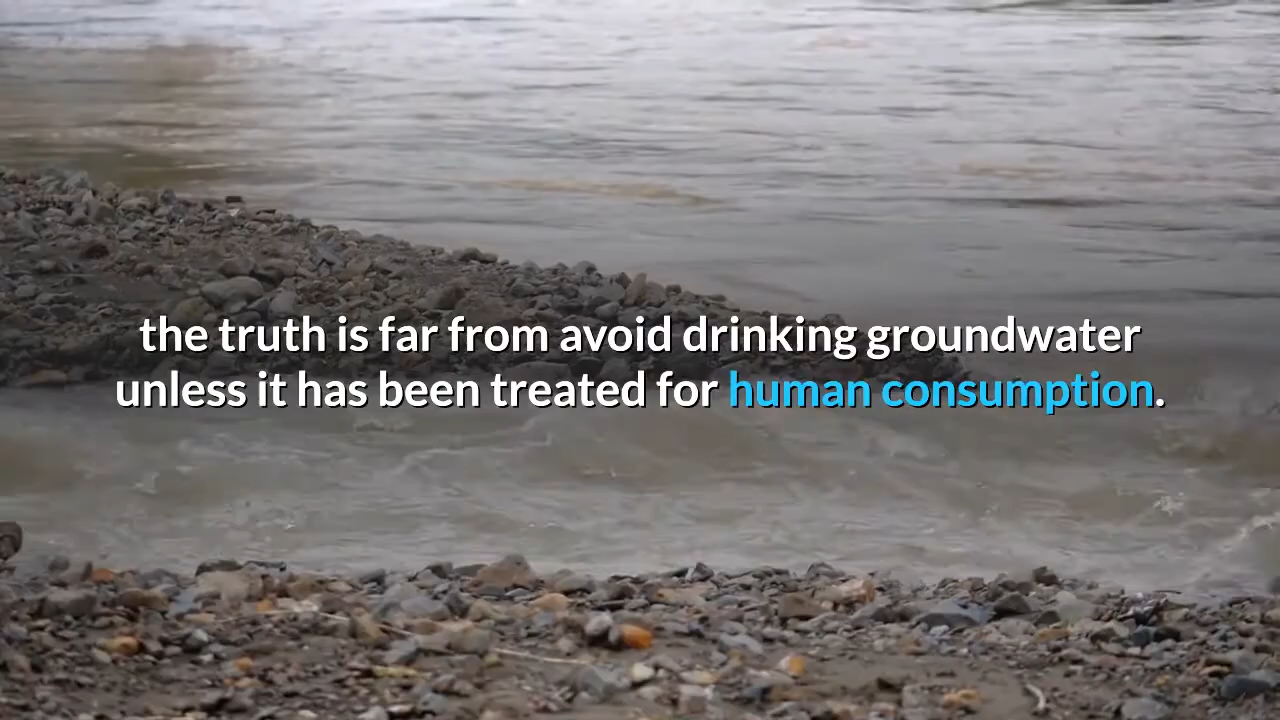 the truth is far from avoid drinking groundwater
unless it has been treated for human consumption.